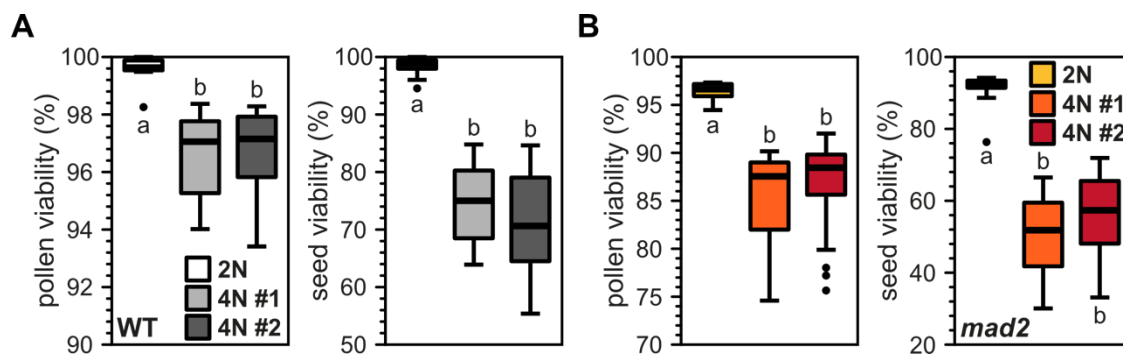 A
pollen viability (%)
100
98
96
94
92
90
a
b
b
2N
4N #1
4N #2
WT
seed viability (%)
100
90
80
70
60
50
a
b
b
B
pollen viability (%)
100
95
90
85
80
75
70
a
b
b
seed viability (%)
100
80
60
40
20
a
b
b
2N
4N #1
4N #2
mad2